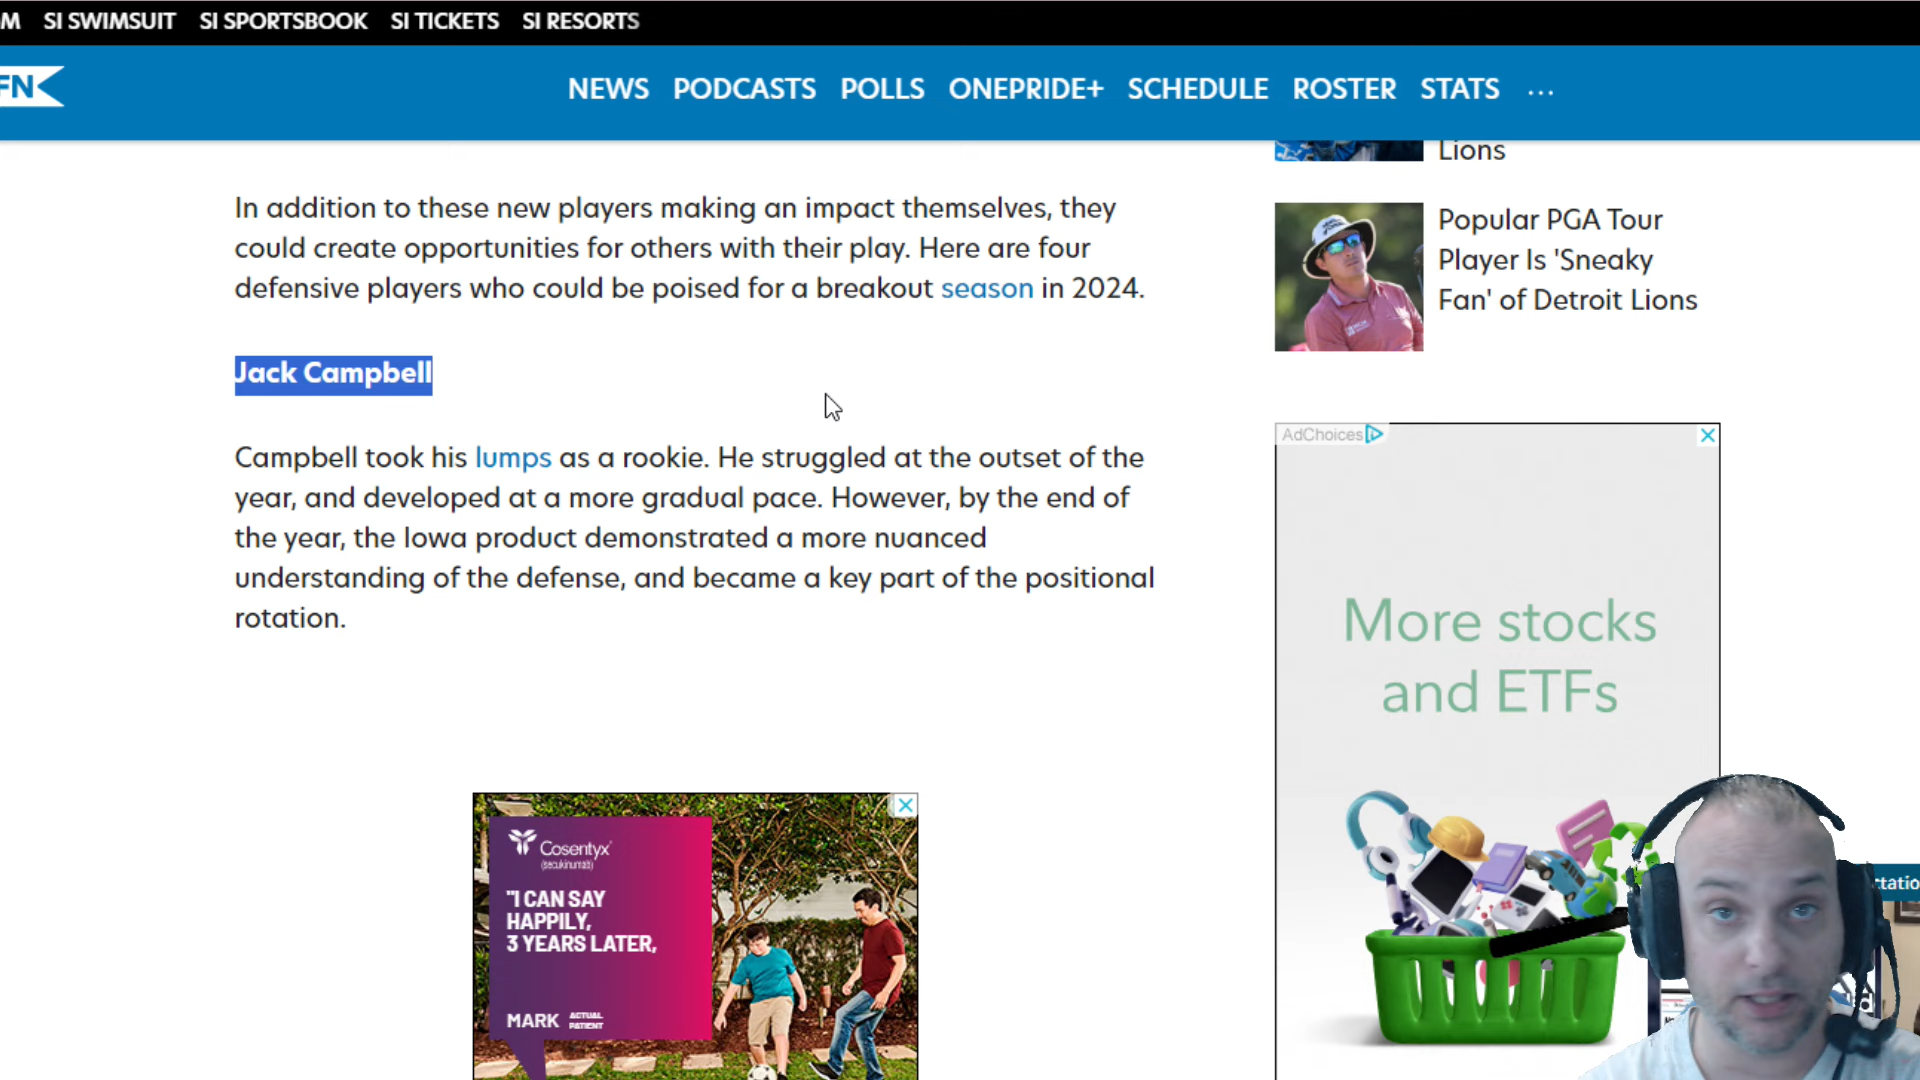 M SI SWIMSUIT SI SPORTSBOOK SI TICKETS SI RESORTS
FN
NEWS PODCASTS POLLS ONEPRIDE+ SCHEDULE ROSTER STATS ...
Lions
In addition to these new players making an impact themselves, they
could create opportunities for others with their play. Here are four
defensive players who could be poised for a breakout season in 2024.
Popular PGA Tour
Player Is 'Sneaky
Fan' of Detroit Lions
Jack Campbell
Campbell took his lumps as a rookie. He struggled at the outset of the
year, and developed at a more gradual pace. However, by the end of
the year, the Iowa product demonstrated a more nuanced
understanding of the defense, and became a key part of the positional
rotation.
AdChoices
More stocks
and ETFs
Cosentyx
(secukinumab)
"I CAN SAY
HAPPILY,
3 YEARS LATER,
MARK ACTUAL
PATIENT